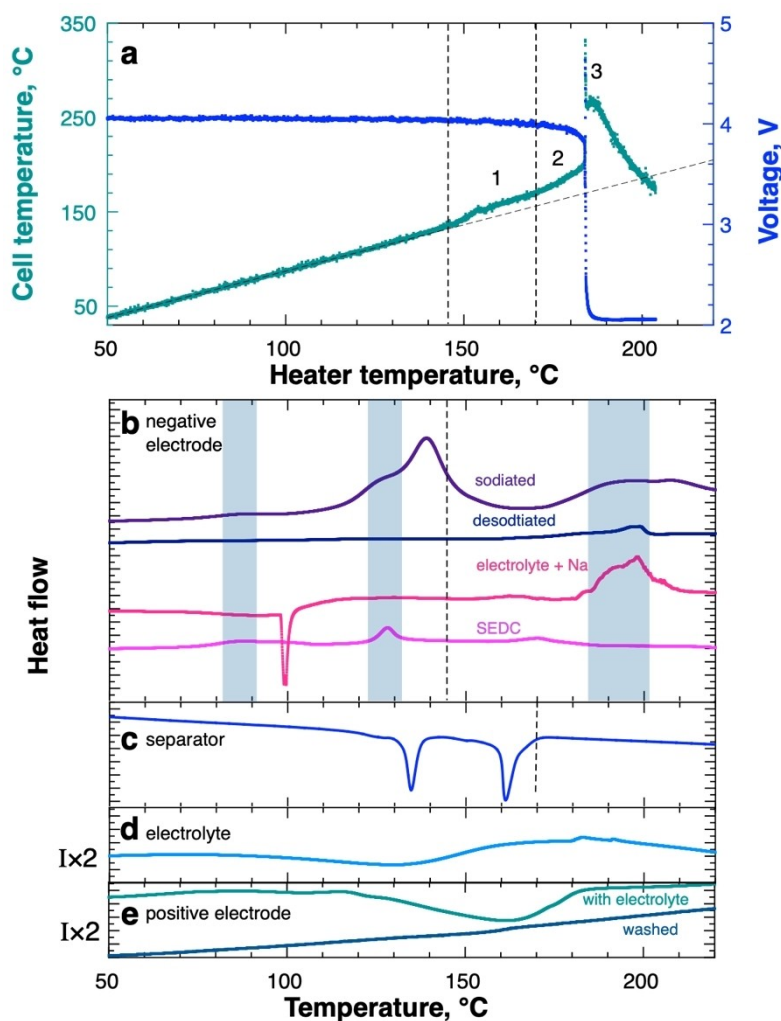 a
350
250
150
50
Cell temperature, °C
5
4
3
2
Voltage, V
1
2
3
50
100
150
200
Heater temperature, °C
b negative
electrode
sodiated
desodtiated
electrolyte + Na
SEDC
Heat flow
c separator
d electrolyte
I×2
e positive electrode
with electrolyte
washed
I×2
50
100
150
200
Temperature, °C